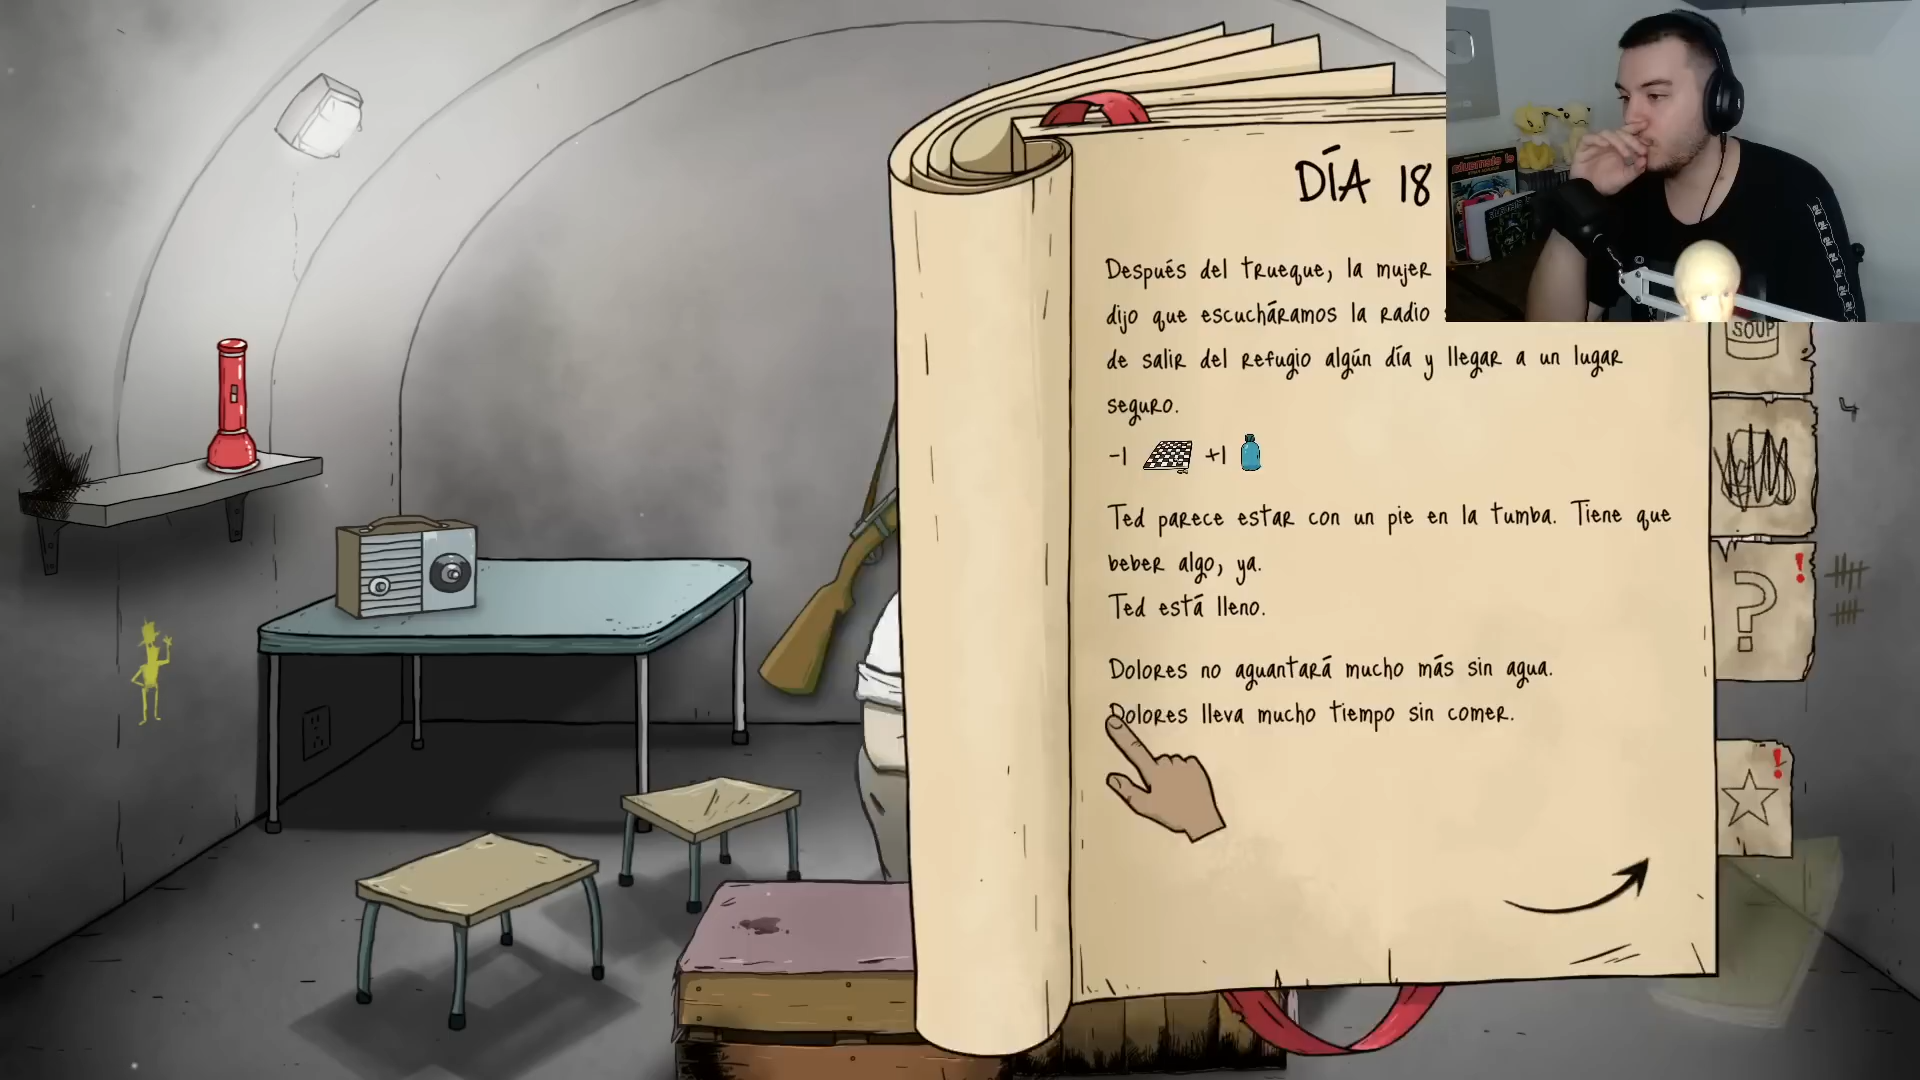 DÍA 18
Después del trueque, la mujer
dijo que escucháramos la radio
de salir del refugio algún día y llegar a un lugar
seguro.
-1 +1
Ted parece estar con un pie en la tumba. Tiene que
beber algo, ya.
Ted está lleno.
Dolores no aguantará mucho más sin agua.
Dolores lleva mucho tiempo sin comer.
SOUP
?
!
!